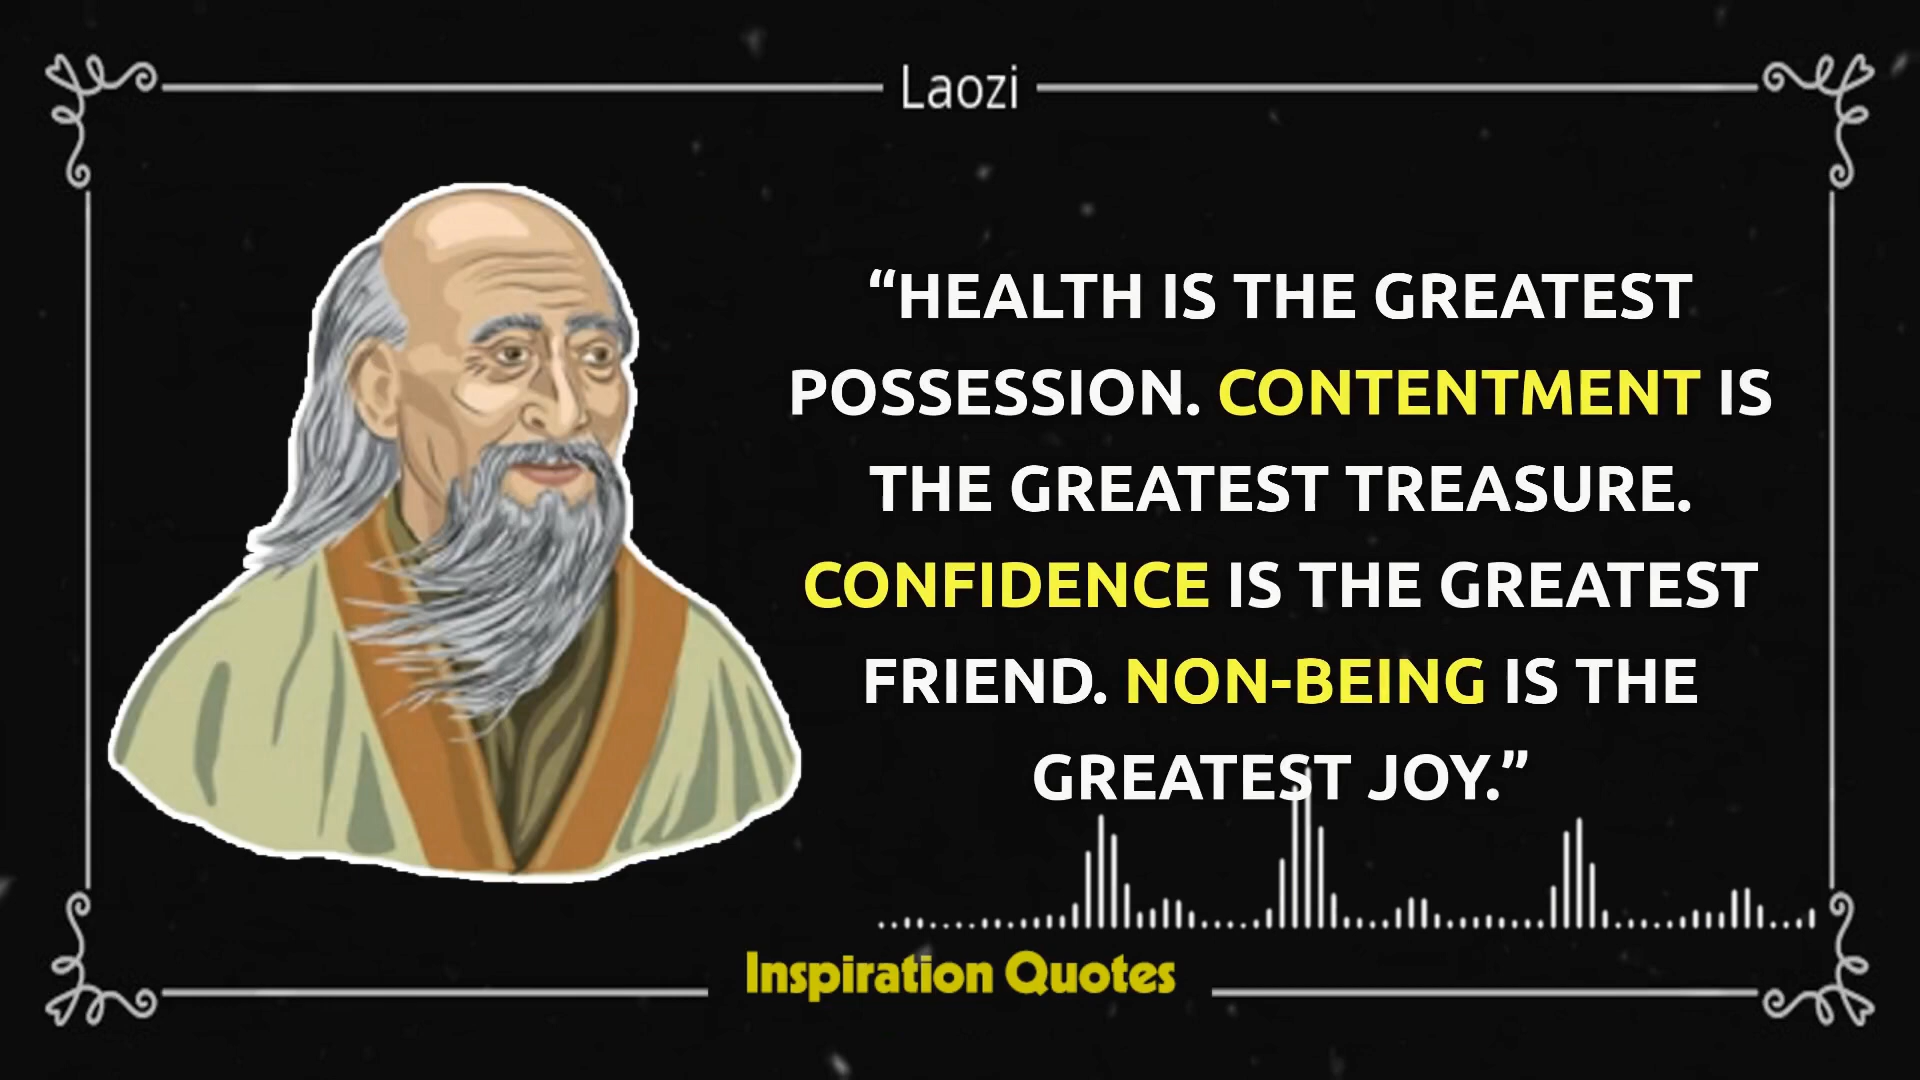 Laozi
“HEALTH IS THE GREATEST
POSSESSION. CONTENTMENT IS
THE GREATEST TREASURE.
CONFIDENCE IS THE GREATEST
FRIEND. NON-BEING IS THE
GREATEST JOY.”
Inspiration Quotes